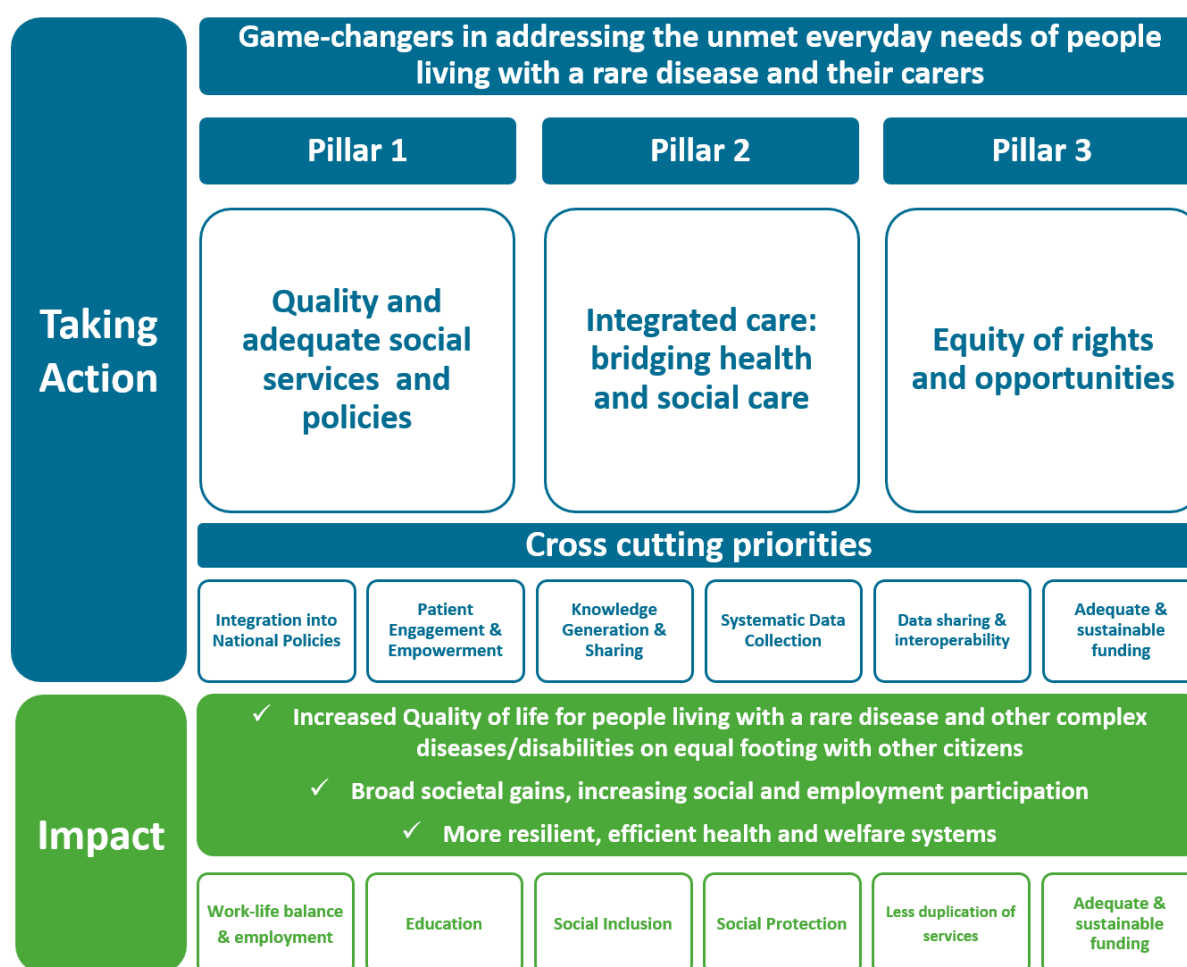 Game-changers in addressing the unmet everyday needs of people
living with a rare disease and their carers
Taking
Action
Pillar 1
Pillar 2
Pillar 3
Quality and
adequate social
services and
policies
Integrated care:
bridging health
and social care
Equity of rights
and opportunities
Cross cutting priorities
Integration into
National Policies
Patient
Engagement &
Empowerment
Knowledge
Generation &
Sharing
Systematic Data
Collection
Data sharing &
interoperability
Adequate &
sustainable
funding
Impact
✓ Increased Quality of life for people living with a rare disease and other complex
diseases/disabilities on equal footing with other citizens
✓ Broad societal gains, increasing social and employment participation
✓ More resilient, efficient health and welfare systems
Work-life balance
& employment
Education
Social Inclusion
Social Protection
Less duplication of
services
Adequate &
sustainable
funding